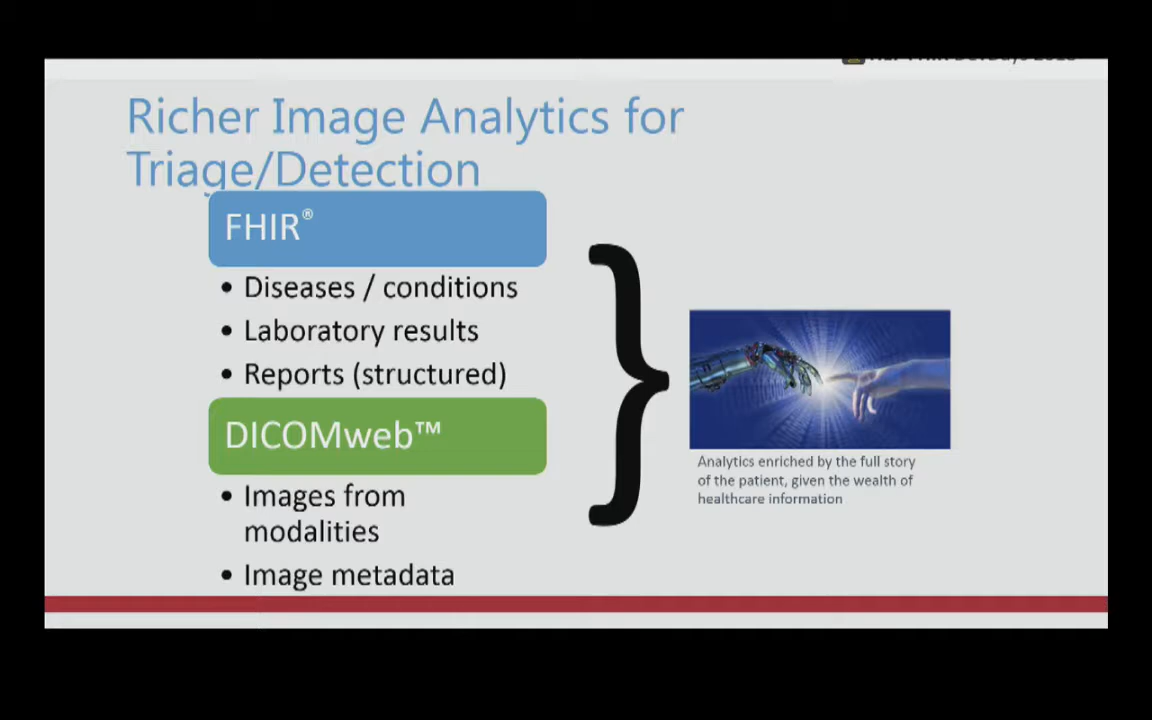 Richer Image Analytics for
Triage/Detection
FHIR®
• Diseases / conditions
• Laboratory results
• Reports (structured)
DICOMweb™
• Images from
modalities
• Image metadata
Analytics enriched by the full story
of the patient, given the wealth of
healthcare information